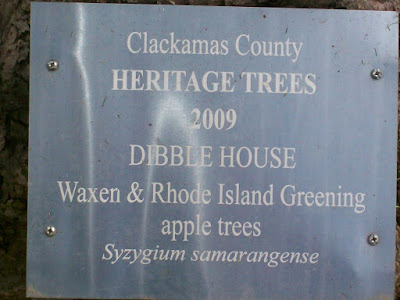 Clackamas County
HERITAGE TREES
2009
DIBBLE HOUSE
Waxen & Rhode Island Greening
apple trees
Syzygium samarangense